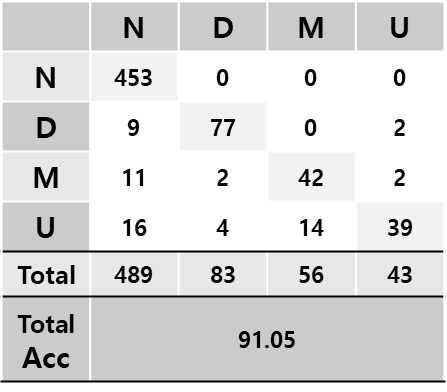 N D M U
N 453 0 0 0
D 9 77 0 2
M 11 2 42 2
U 16 4 14 39
Total 489 83 56 43
Total
Acc 91.05